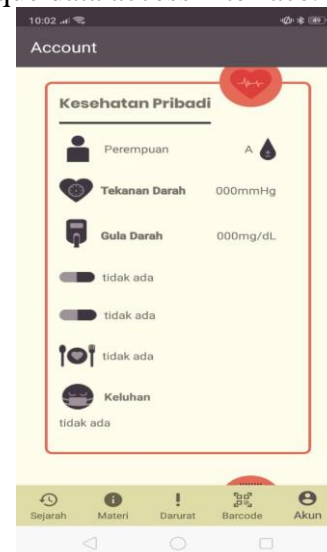 10:02
Account
Kesehatan Pribadi
Perempuan A
Tekanan Darah 000mmHg
Gula Darah 000mg/dL
tidak ada
tidak ada
tidak ada
Keluhan
tidak ada
Sejarah Materi Darurat Barcode Akun